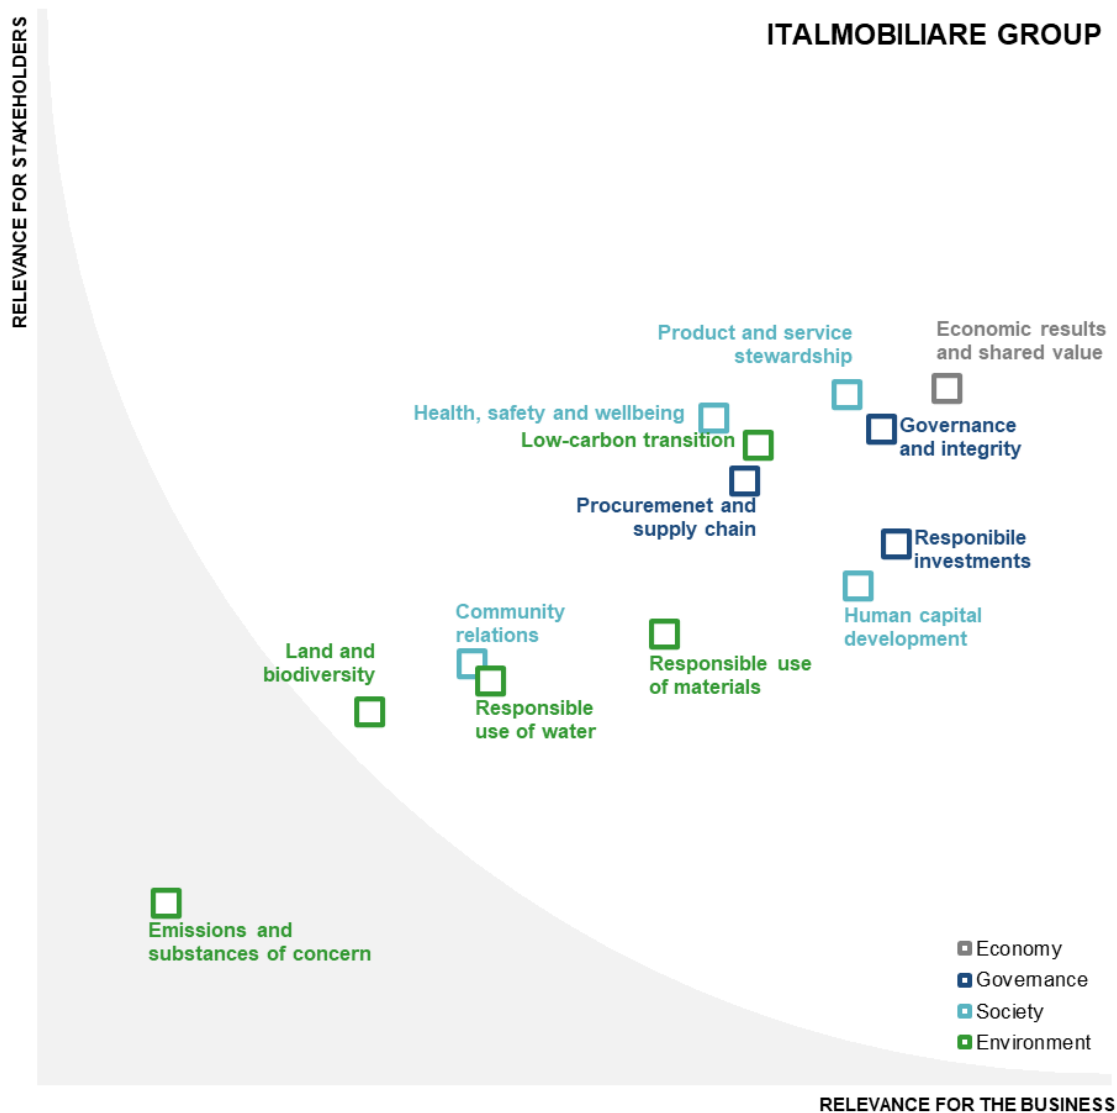 ITALMOBILIARE GROUP
RELEVANCE FOR STAKEHOLDERS
Product and service
stewardship
Economic results
and shared value
Health, safety and wellbeing
Low-carbon transition
Governance
and integrity
Procuremenet and
supply chain
Responibile
investments
Human capital
development
Community
relations
Land and
biodiversity
Responsible use
of materials
Responsible
use of water
Emissions and
substances of concern
Economy
Governance
Society
Environment
RELEVANCE FOR THE BUSINESS